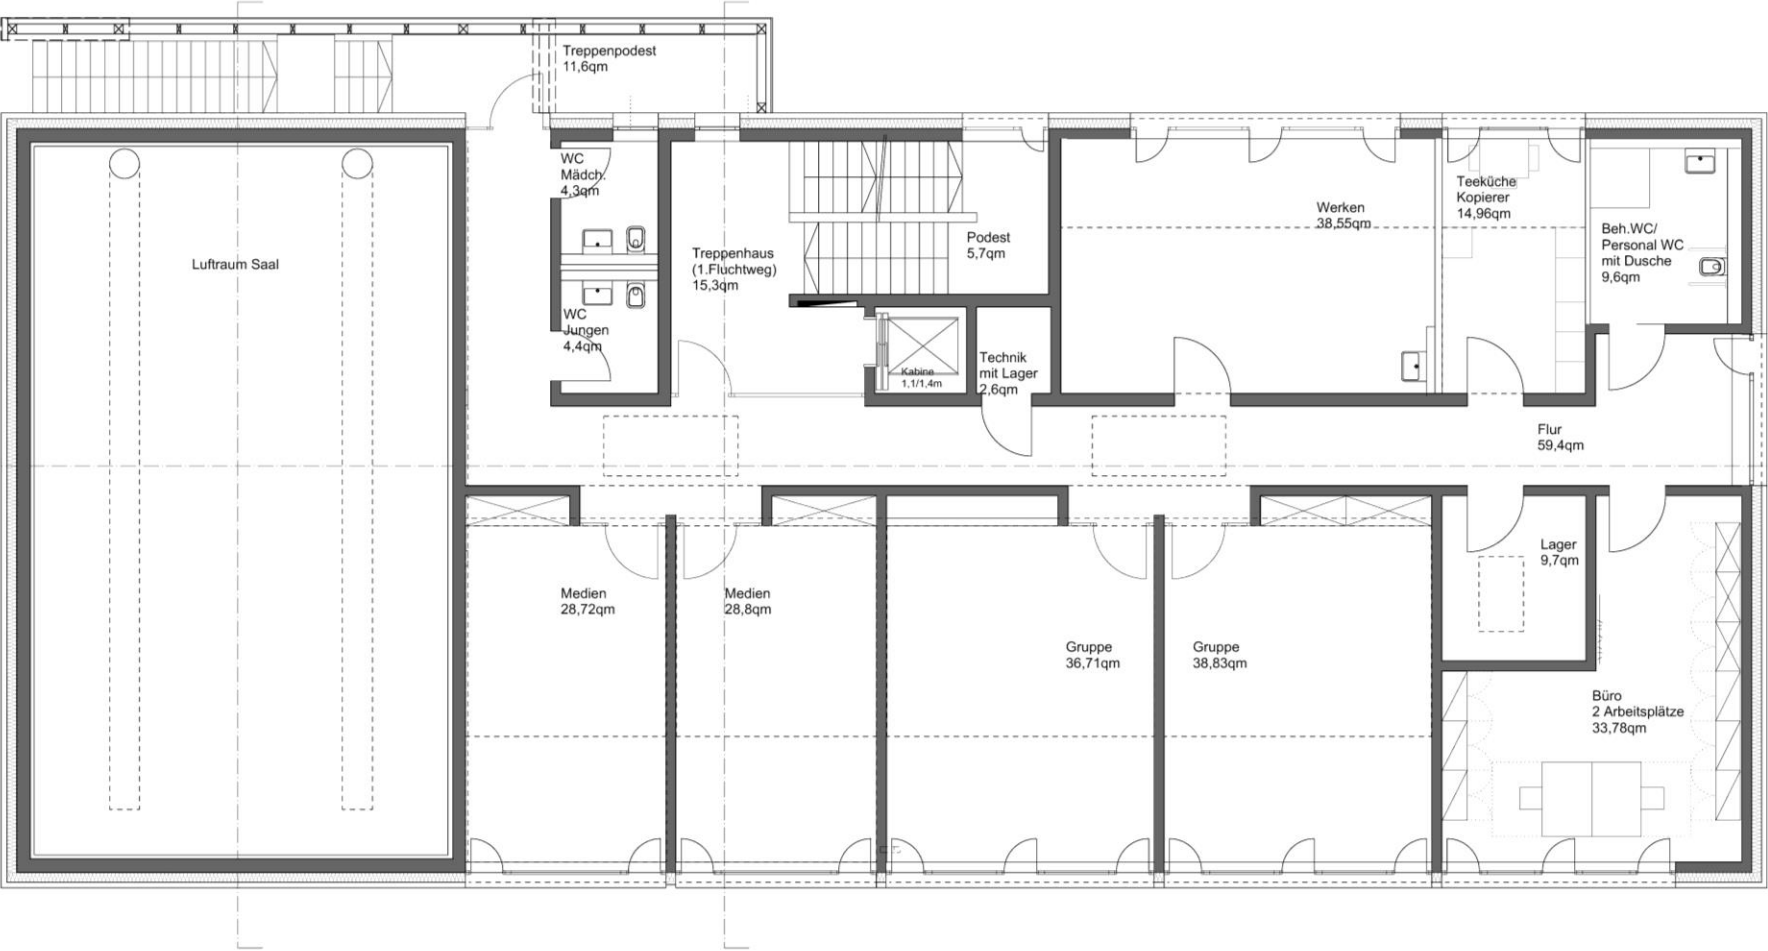 Treppenpodest
11,6qm
WC
Mädch.
4,3qm
Luftraum Saal
Treppenhaus
(1.Fluchtweg)
15,3qm
Podest
5,7qm
Werken
38,55qm
Teeküche
Kopierer
14,96qm
Beh.WC/
Personal WC
mit Dusche
9,6qm
WC
Jungen
4,4qm
Kabine
1,1/1,4m
Technik
mit Lager
2,6qm
Flur
59,4qm
Medien
28,72qm
Medien
28,8qm
Gruppe
36,71qm
Gruppe
38,83qm
Lager
9,7qm
Büro
2 Arbeitsplätze
33,78qm